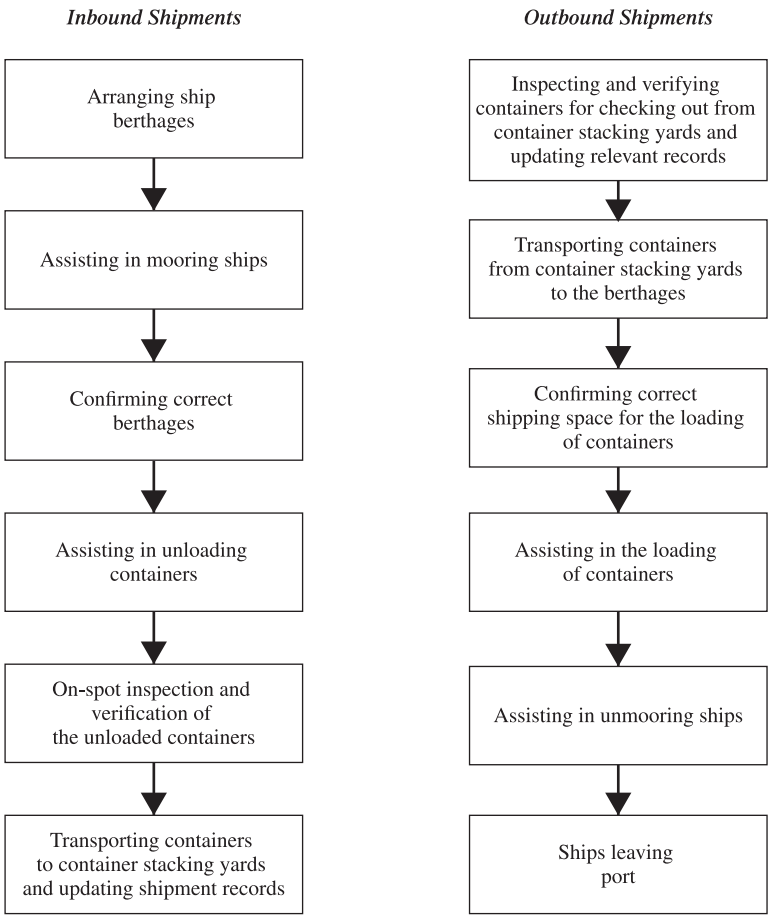 Inbound Shipments
Arranging ship
berthages
Assisting in mooring ships
Confirming correct
berthages
Assisting in unloading
containers
On-spot inspection and
verification of
the unloaded containers
Transporting containers
to container stacking yards
and updating shipment records
Outbound Shipments
Inspecting and verifying
containers for checking out from
container stacking yards and
updating relevant records
Transporting containers
from container stacking yards
to the berthages
Confirming correct
shipping space for the loading
of containers
Assisting in the loading
of containers
Assisting in unmooring ships
Ships leaving
port